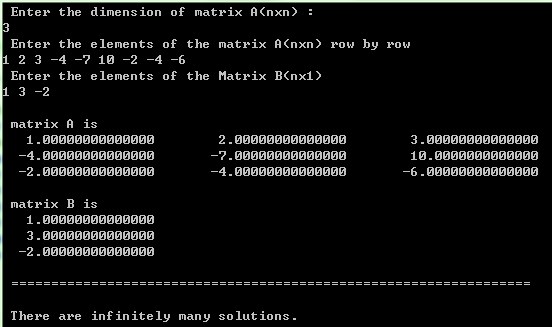 Enter the dimension of matrix A(nxn) :
3
Enter the elements of the matrix A(nxn) row by row
1 2 3 -4 -7 10 -2 -4 -6
Enter the elements of the Matrix B(nx1)
1 3 -2
matrix A is
1.00000000000000 2.00000000000000 3.00000000000000
-4.00000000000000 -7.00000000000000 10.0000000000000
-2.00000000000000 -4.00000000000000 -6.00000000000000
matrix B is
1.00000000000000
3.00000000000000
-2.00000000000000
=================================================================
There are infinitely many solutions.